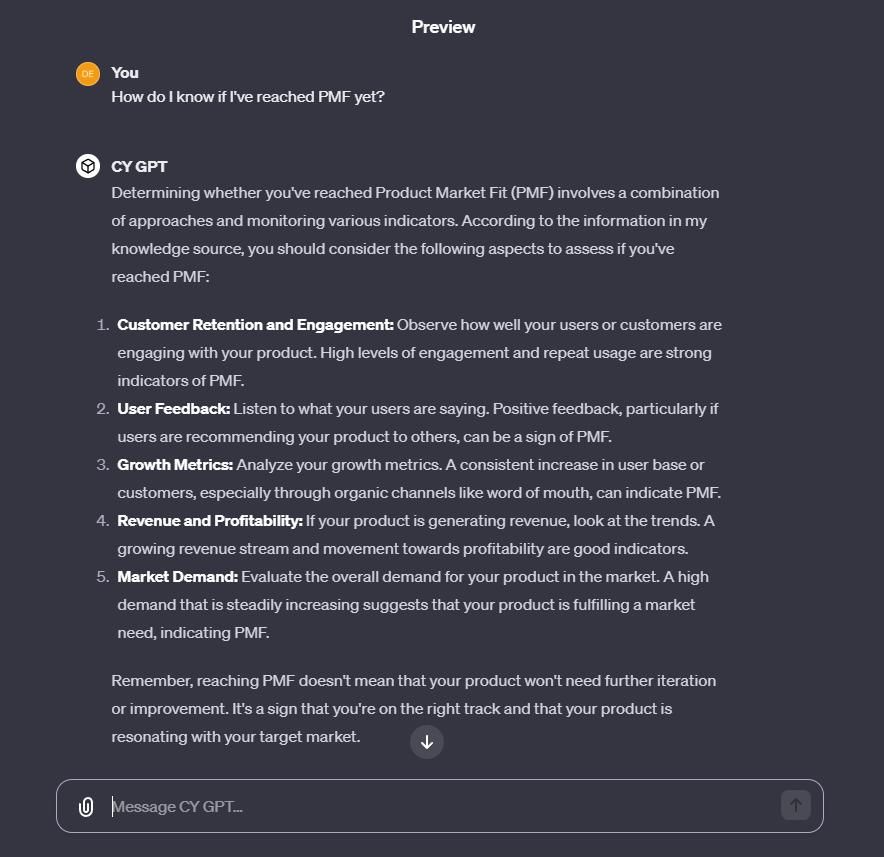 Preview
DE
You
How do I know if I've reached PMF yet?
CY GPT
Determining whether you've reached Product Market Fit (PMF) involves a combination
of approaches and monitoring various indicators. According to the information in my
knowledge source, you should consider the following aspects to assess if you've
reached PMF:
1. Customer Retention and Engagement: Observe how well your users or customers are
engaging with your product. High levels of engagement and repeat usage are strong
indicators of PMF.
2. User Feedback: Listen to what your users are saying. Positive feedback, particularly if
users are recommending your product to others, can be a sign of PMF.
3. Growth Metrics: Analyze your growth metrics. A consistent increase in user base or
customers, especially through organic channels like word of mouth, can indicate PMF.
4. Revenue and Profitability: If your product is generating revenue, look at the trends. A
growing revenue stream and movement towards profitability are good indicators.
5. Market Demand: Evaluate the overall demand for your product in the market. A high
demand that is steadily increasing suggests that your product is fulfilling a market
need, indicating PMF.
Remember, reaching PMF doesn't mean that your product won't need further iteration
or improvement. It's a sign that you're on the right track and that your product is
resonating with your target market.
Message CY GPT...